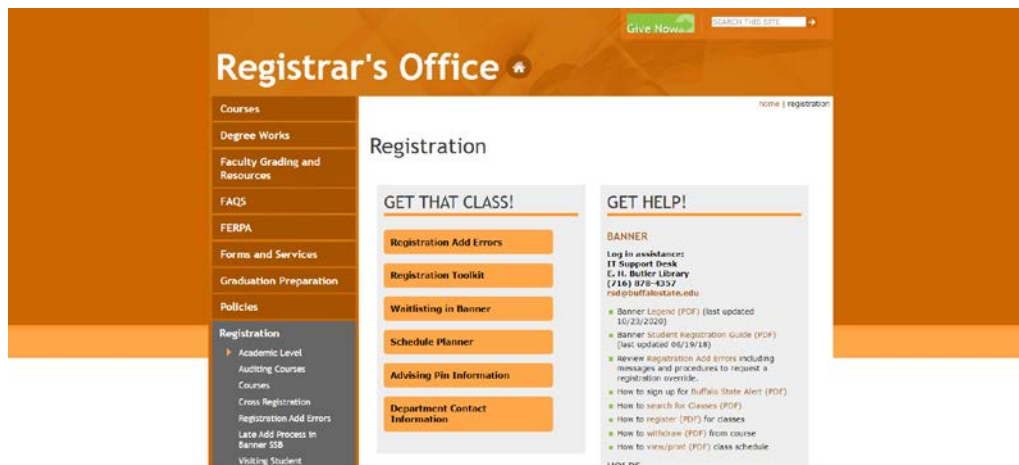 Give Now
SEARCH THIS SITE
Registrar's Office
home | registration
Courses
Degree Works
Faculty Grading and
Resources
FAQS
FERPA
Forms and Services
Graduation Preparation
Policies
Registration
Academic Level
Auditing Courses
Courses
Cross Registration
Registration Add Errors
Late Add Process in
Banner SSB
Visiting Student
Registration
GET THAT CLASS!
Registration Add Errors
Registration Toolkit
Waitlisting in Banner
Schedule Planner
Advising Pin Information
Department Contact
Information
GET HELP!
BANNER
Log in assistance:
IT Support Desk
E. H. Butler Library
(716) 878-4357
rsd@buffalostate.edu
Banner Legend (PDF) (last updated
10/23/2020)
Banner Student Registration Guide (PDF)
(last updated 06/19/18)
Review Registration Add Errors including
messages and procedures to request a
registration override.
How to sign up for Buffalo State Alert (PDF)
How to search for Classes (PDF)
How to register (PDF) for classes
How to withdraw (PDF) from course
How to view/print (PDF) class schedule
HOLDS